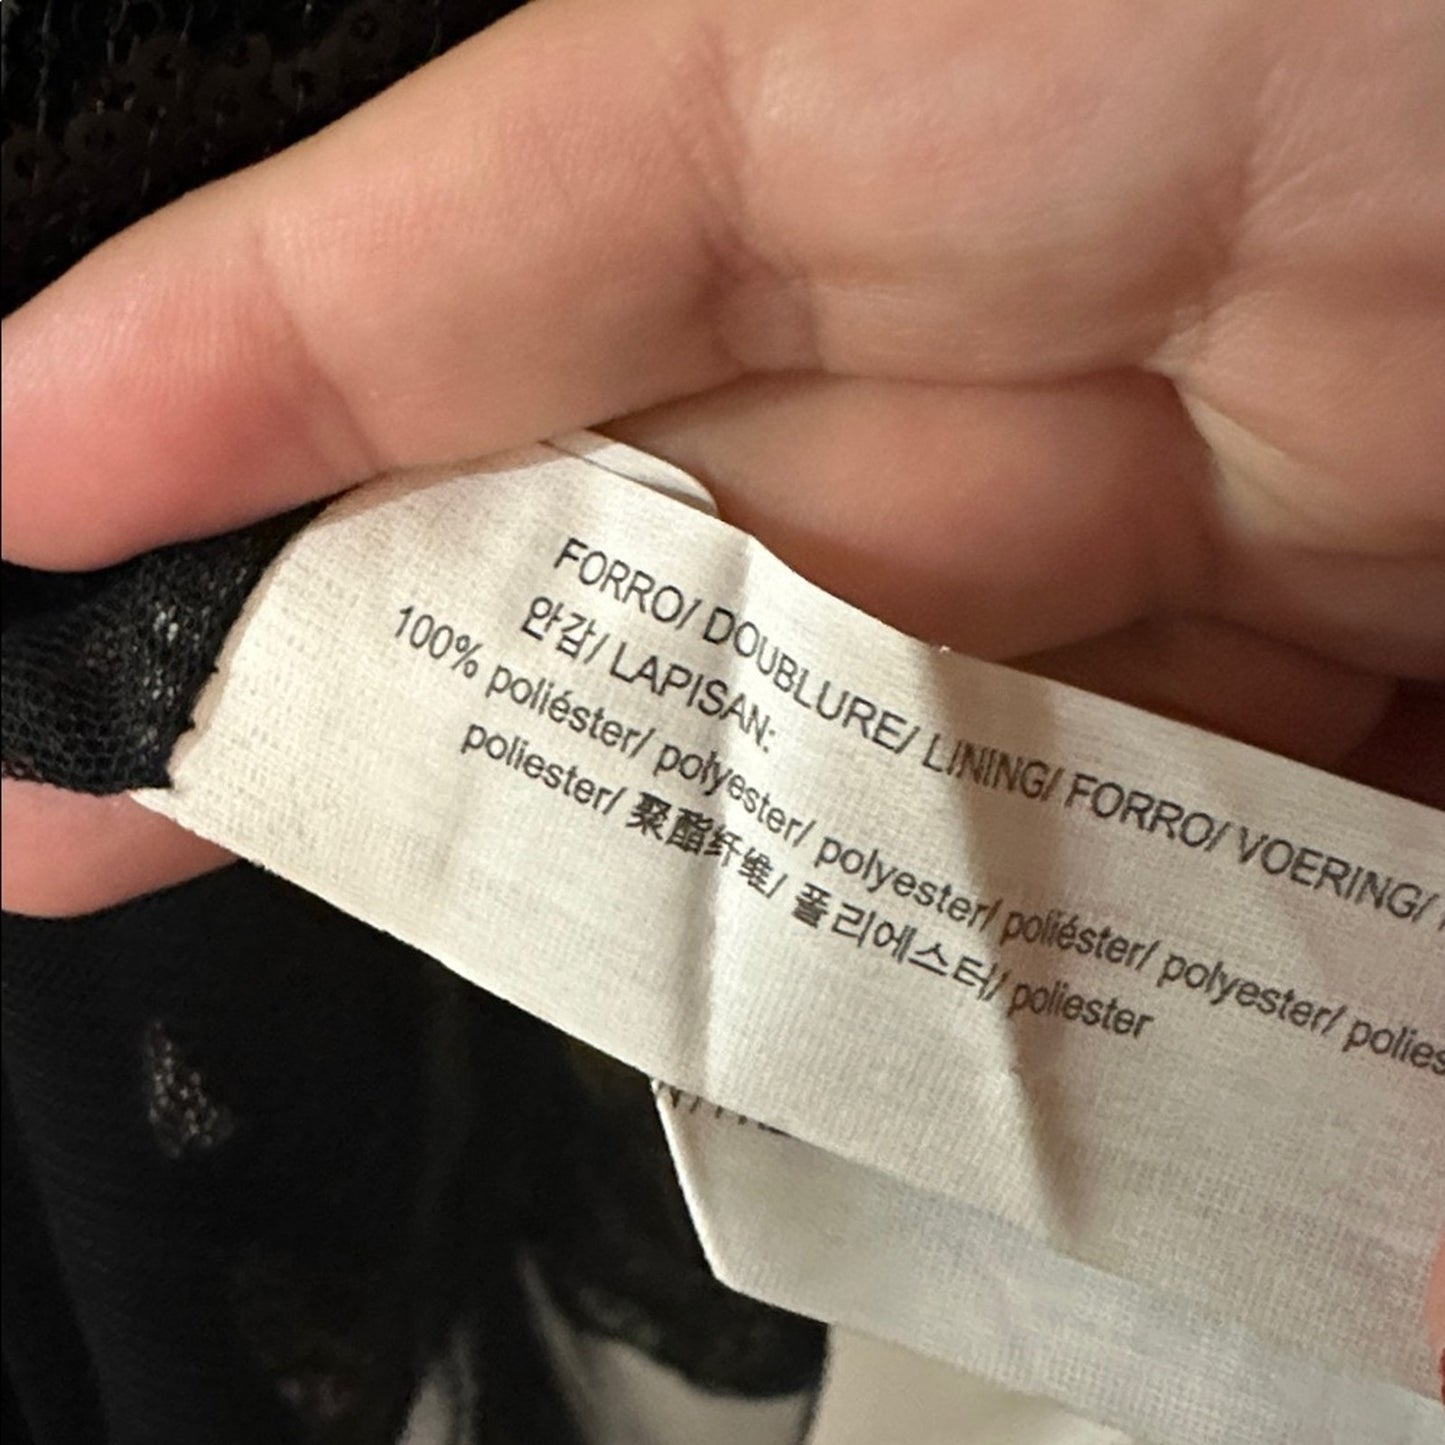 FORRO/ DOUBLURE/ LINING/ FORRO/ VOERING/
안감/ LAPISAN:
100% poliéster/ polyester/ polyester/ poliéster/ polyester/
poliester/ 聚酯纤维/ 폴리에스터/ poliester